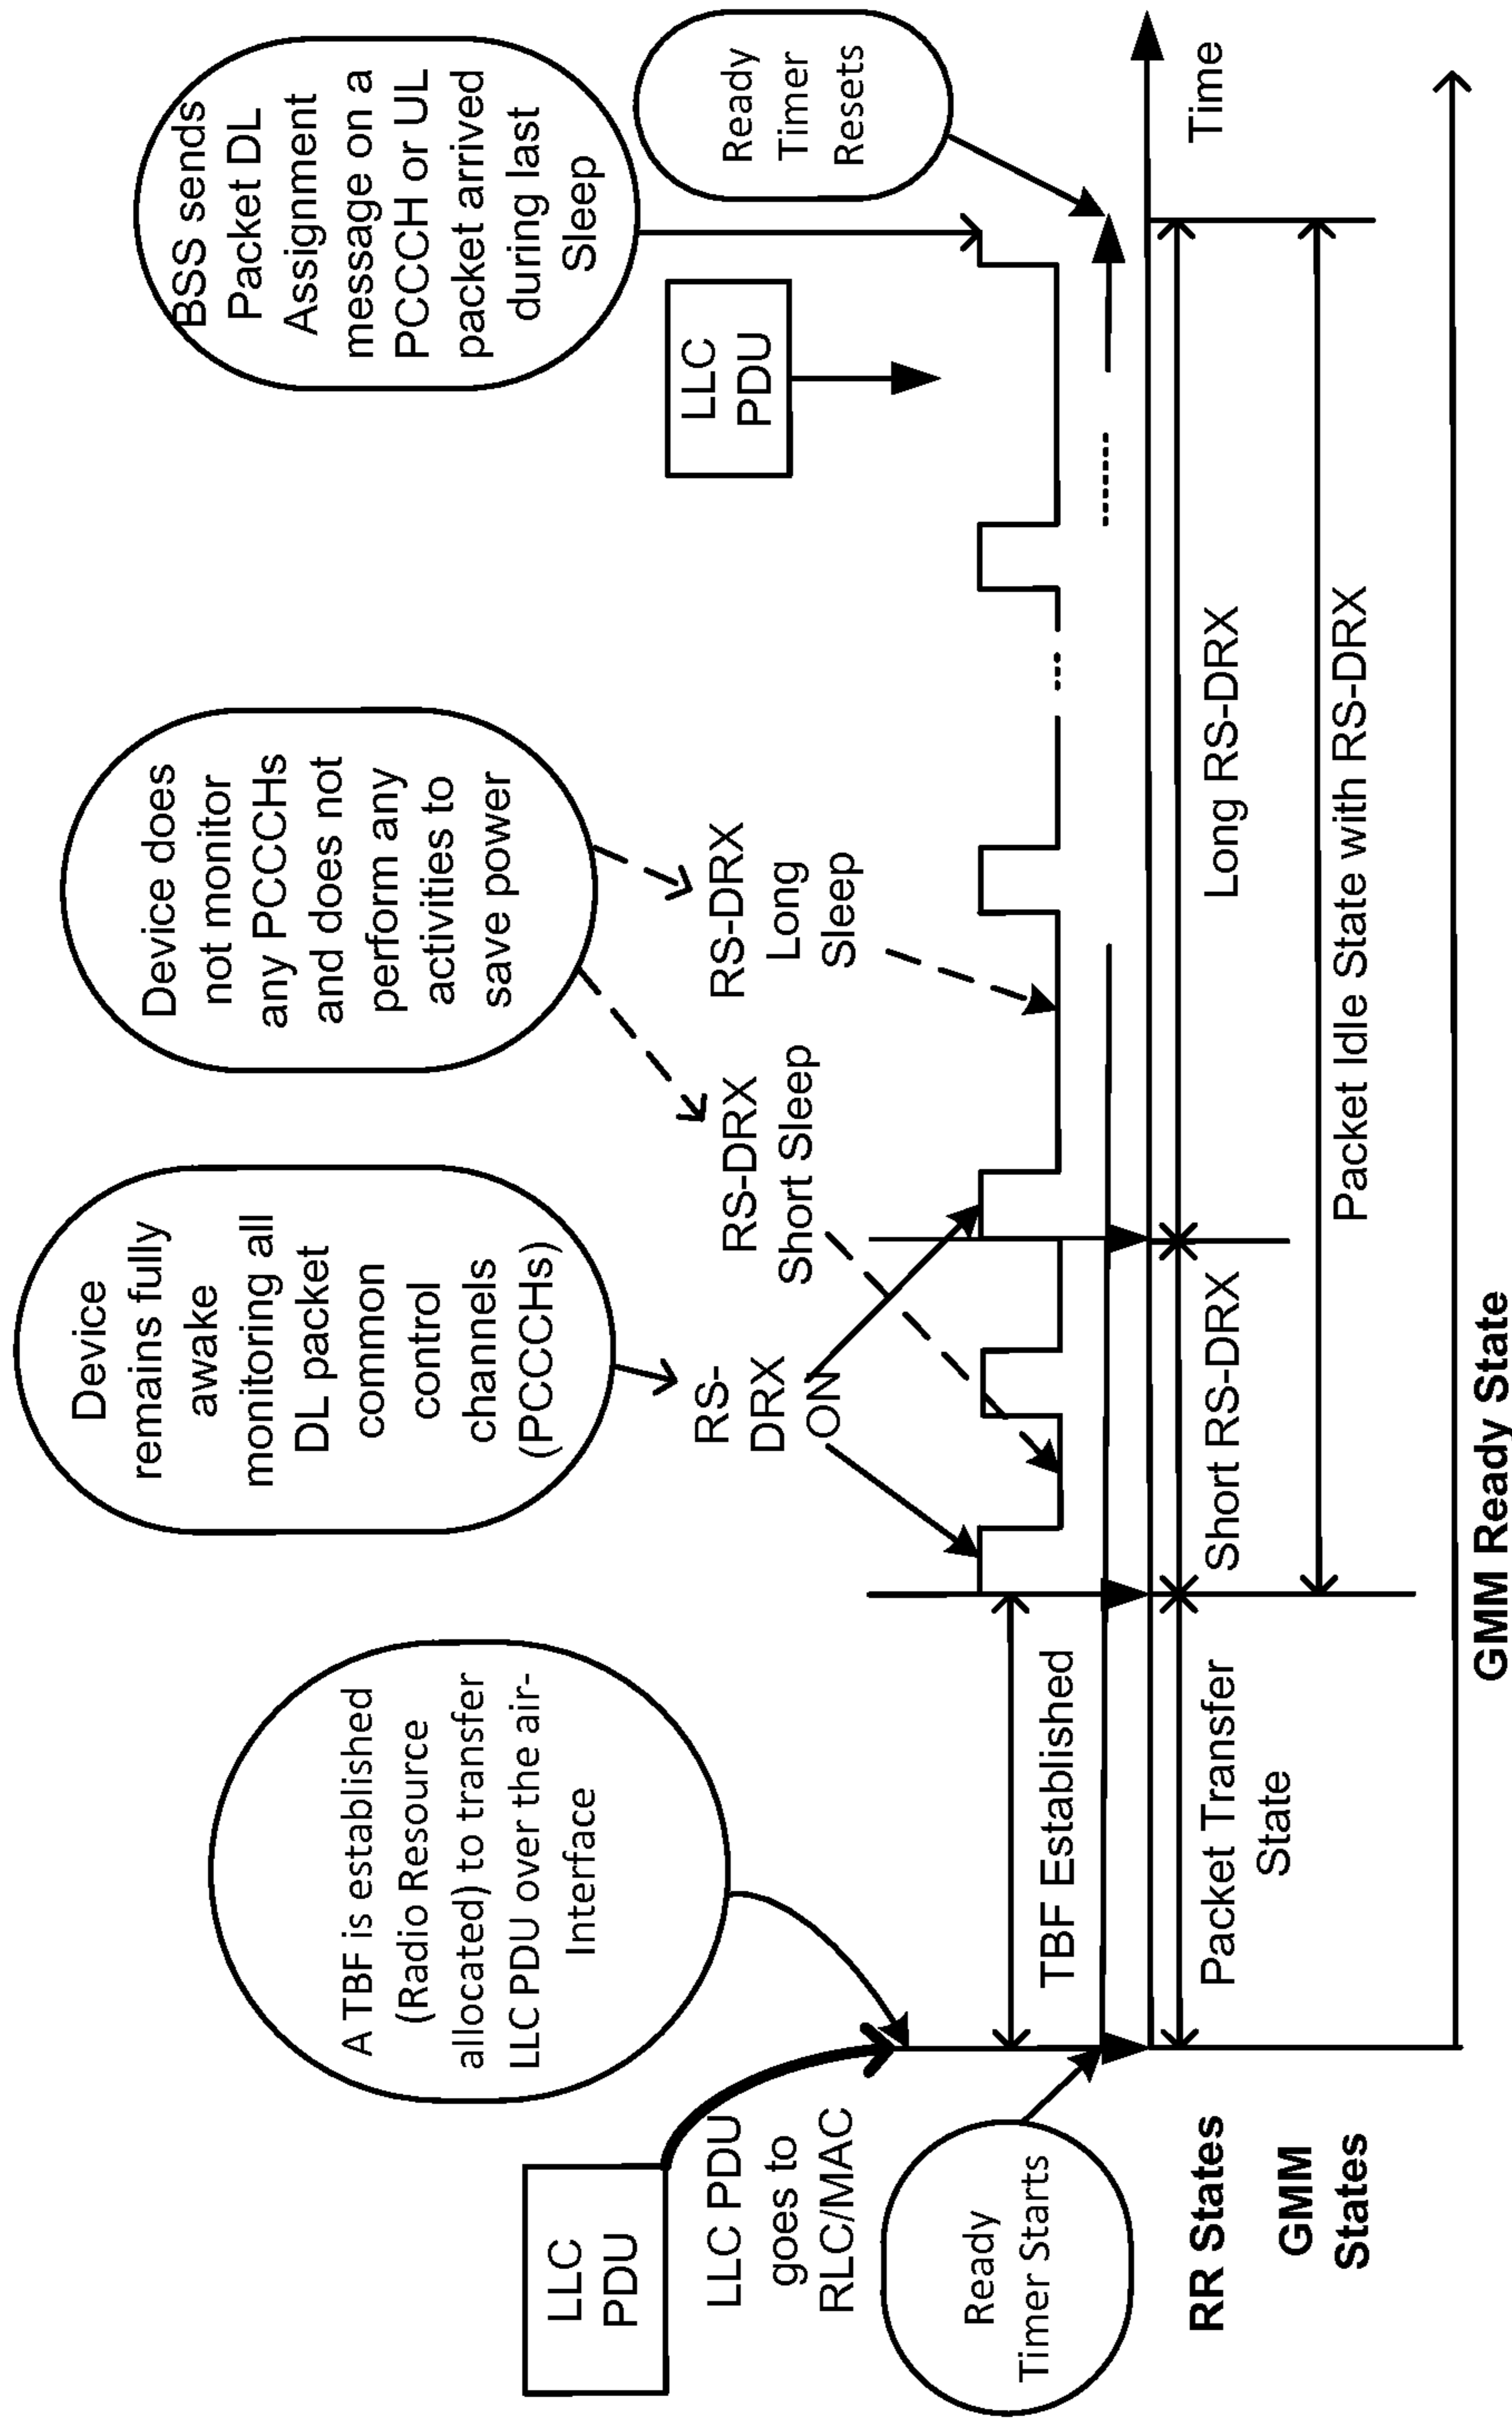 LLC
PDU
LLC PDU
goes to
RLC/MAC
Ready
Timer Starts
RR States
GMM
States
A TBF is established
(Radio Resource
allocated) to transfer
LLC PDU over the air-
Interface
TBF Established
Packet Transfer
State
Device
remains fully
awake
monitoring all
DL packet
common
control
channels
(PCCCHs)
RS-
DRX
ON
RS-DRX
Short Sleep
Device does
not monitor
any PCCCHs
and does not
perform any
activities to
save power
RS-DRX
Long
Sleep
Short RS-DRX
Long RS-DRX
Packet Idle State with RS-DRX
GMM Ready State
BSS sends
Packet DL
Assignment
message on a
PCCCH or UL
packet arrived
during last
Sleep
LLC
PDU
Ready
Timer
Resets
Time